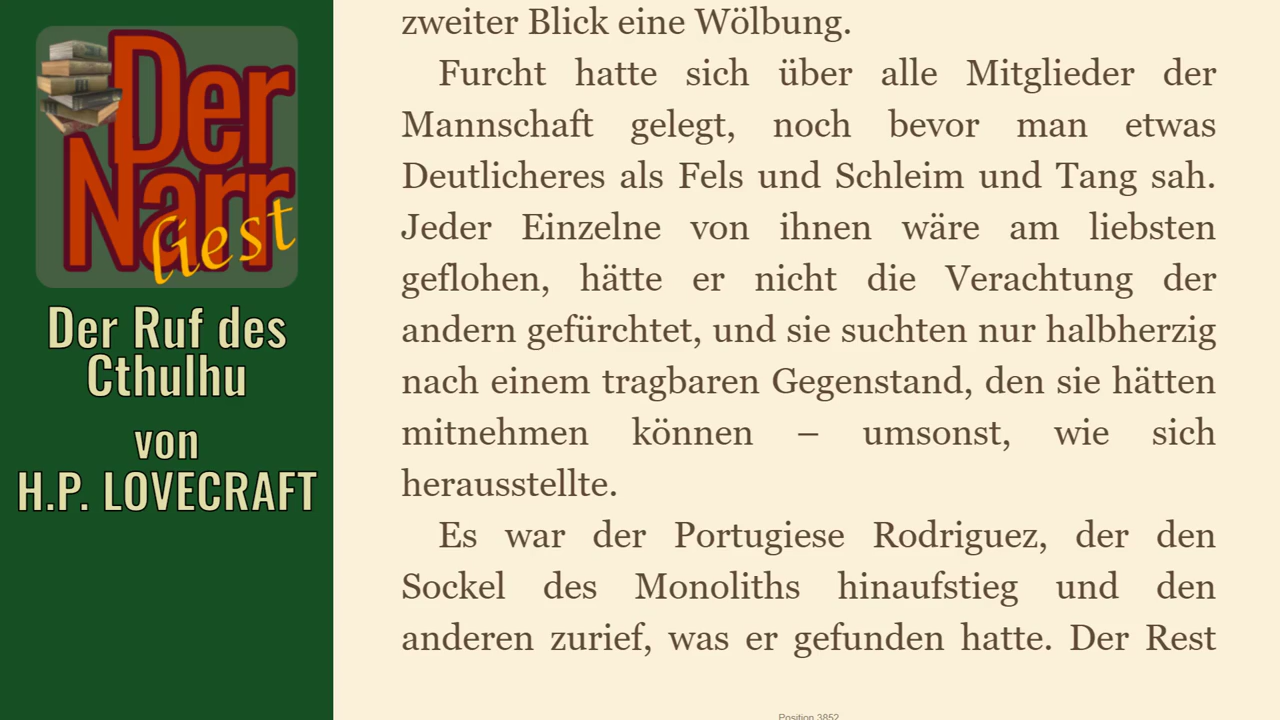 Der
Narr
liest
Der Ruf des
Cthulhu
von
H.P. LOVECRAFT
zweiter Blick eine Wölbung.
Furcht hatte sich über alle Mitglieder der
Mannschaft gelegt, noch bevor man etwas
Deutlicheres als Fels und Schleim und Tang sah.
Jeder Einzelne von ihnen wäre am liebsten
geflohen, hätte er nicht die Verachtung der
andern gefürchtet, und sie suchten nur halbherzig
nach einem tragbaren Gegenstand, den sie hätten
mitnehmen können – umsonst, wie sich
herausstellte.
Es war der Portugiese Rodriguez, der den
Sockel des Monoliths hinaufstieg und den
anderen zurief, was er gefunden hatte. Der Rest
Position 3852